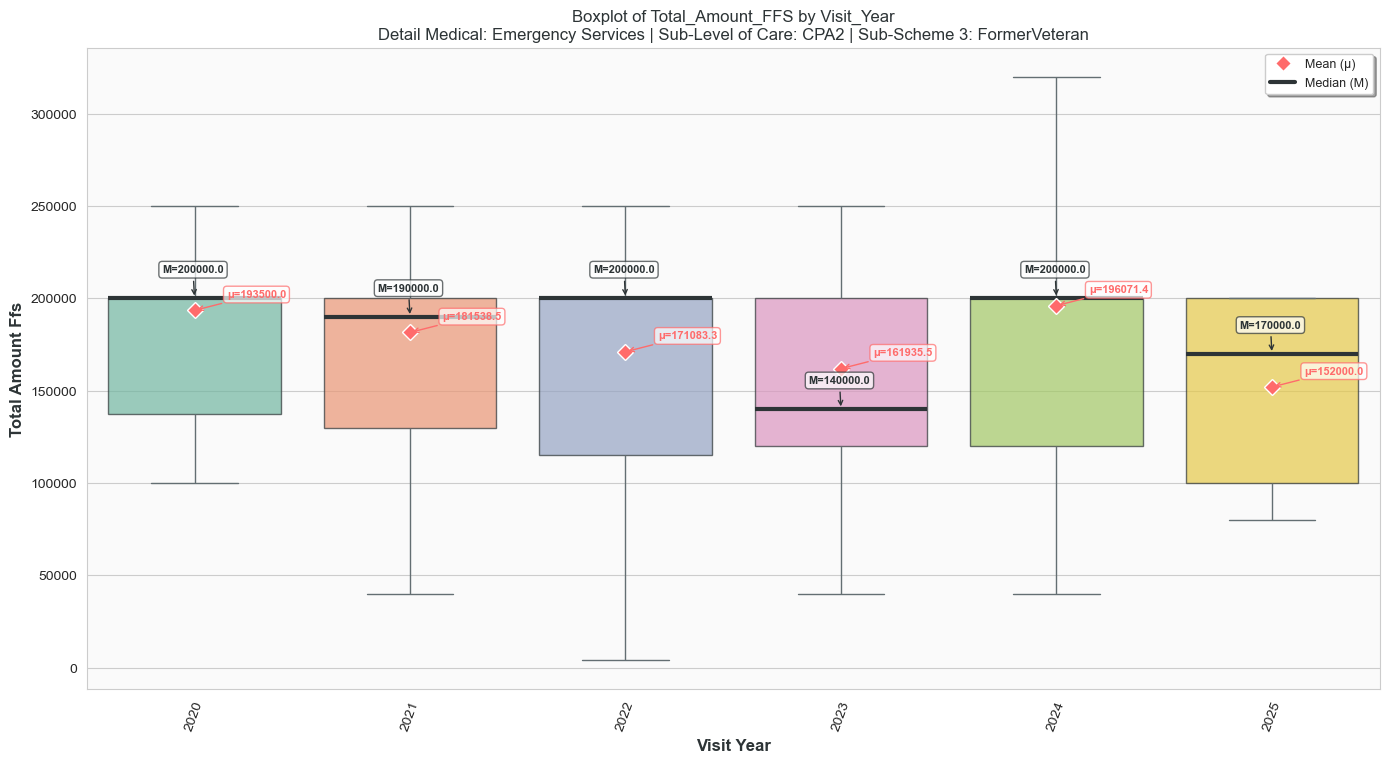 Boxplot of Total_Amount_FFS by Visit_Year
Detail Medical: Emergency Services | Sub-Level of Care: CPA2 | Sub-Scheme 3: FormerVeteran
Mean (μ)
Median (M)
Total Amount Ffs
300000
250000
200000
150000
100000
50000
0
M=200000.0
μ=193500.0
M=190000.0
μ=181538.5
M=200000.0
μ=171083.3
μ=161935.5
M=140000.0
M=200000.0
μ=196071.4
M=170000.0
μ=152000.0
2020
2021
2022
2023
2024
2025
Visit Year